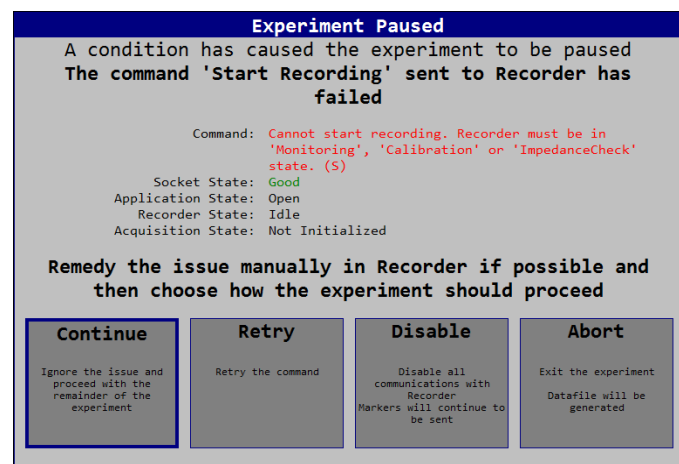 Experiment Paused
A condition has caused the experiment to be paused
The command 'Start Recording' sent to Recorder has
failed
Command: Cannot start recording. Recorder must be in
'Monitoring', 'Calibration' or 'ImpedanceCheck'
state. (S)
Socket State: Good
Application State: Open
Recorder State: Idle
Acquisition State: Not Initialized
Remedy the issue manually in Recorder if possible and
then choose how the experiment should proceed
Continue
Ignore the issue and
proceed with the
remainder of the
experiment
Retry
Retry the command
Disable
Disable all
communications with
Recorder
Markers will continue to
be sent
Abort
Exit the experiment
Datafile will be
generated